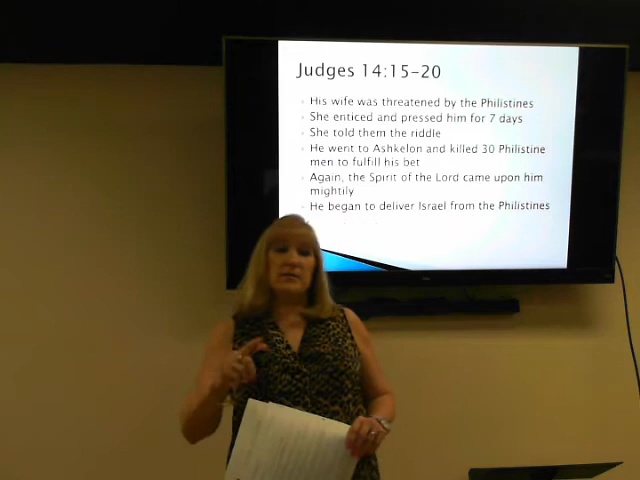 Judges 14:15-20
His wife was threatened by the Philistines
She enticed and pressed him for 7 days
She told them the riddle
He went to Ashkelon and killed 30 Philistine
men to fulfill his bet
Again, the Spirit of the Lord came upon him
mightily
He began to deliver Israel from the Philistines